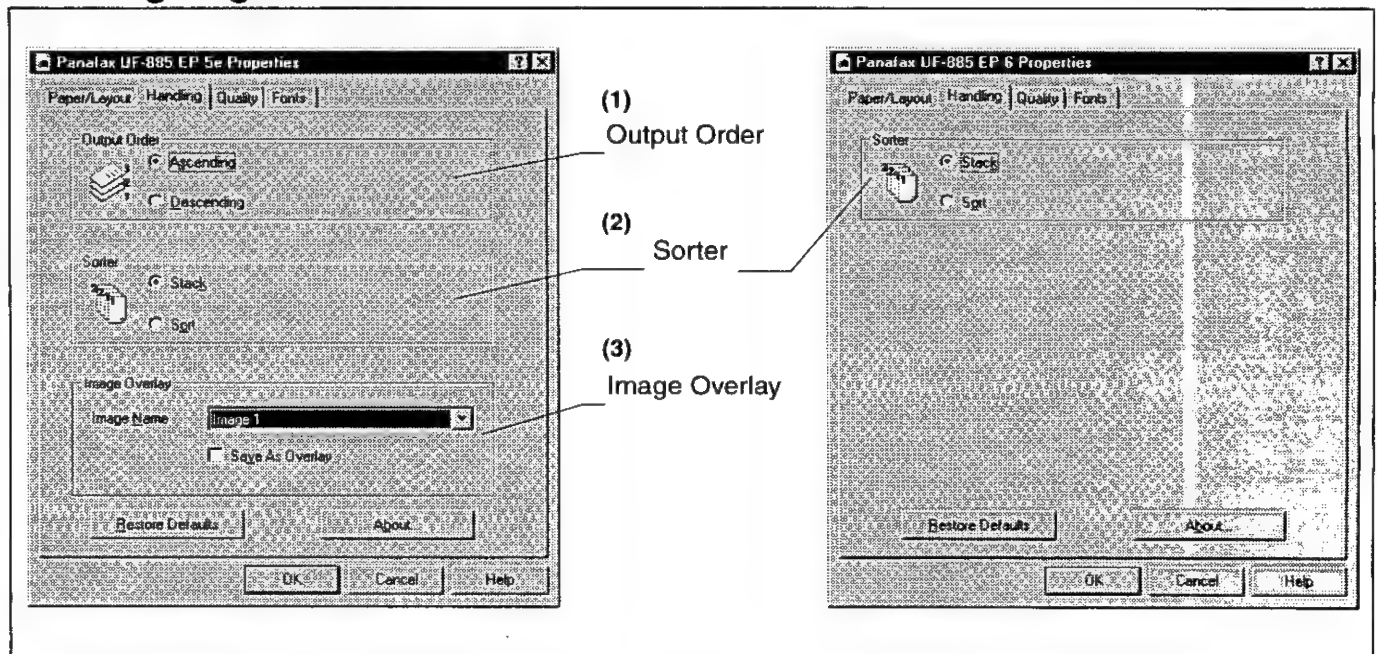 Panafax UF-885 EP 5e Properties
Paper/Layout Handling Quality Fonts
Output Order
Ascending
Descending
Sorter
Stack
Sort
Image Overlay
Image Name
Image 1
Save As Overlay
Restore Defaults
About...
OK
Cancel
Help
(1)
Output Order
(2)
Sorter
(3)
Image Overlay
Panafax UF-885 EP 6 Properties
Paper/Layout Handling Quality Fonts
Sorter
Stack
Sort
Restore Defaults
About...
OK
Cancel
Help